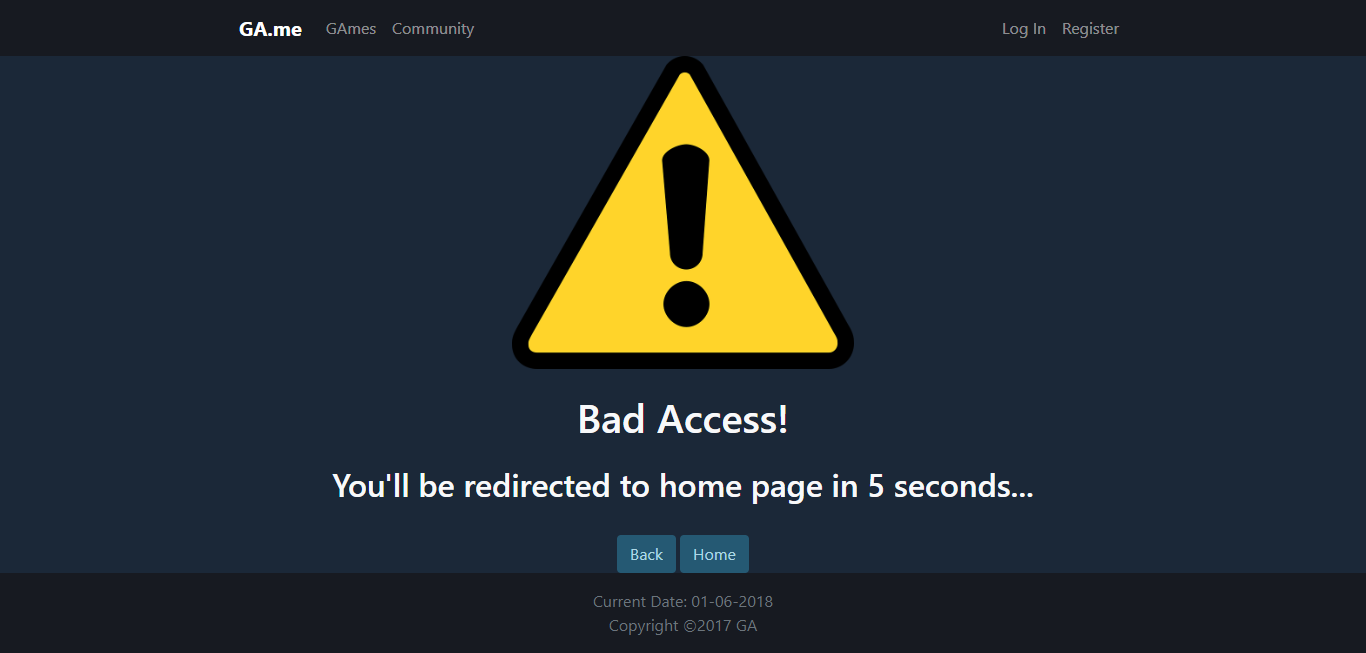 GA.me GAmes Community Log In Register
Bad Access!
You'll be redirected to home page in 5 seconds...
Back Home
Current Date: 01-06-2018
Copyright ©2017 GA